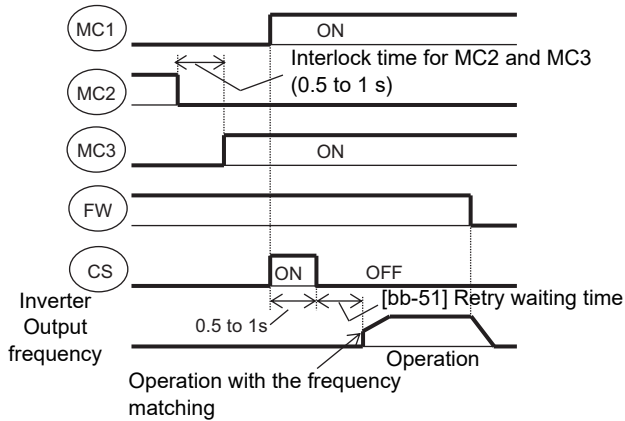 MC1
ON
Interlock time for MC2 and MC3
(0.5 to 1 s)
MC2
MC3
ON
FW
CS
ON
OFF
Inverter
Output
frequency
0.5 to 1s
[bb-51] Retry waiting time
Operation
Operation with the frequency
matching